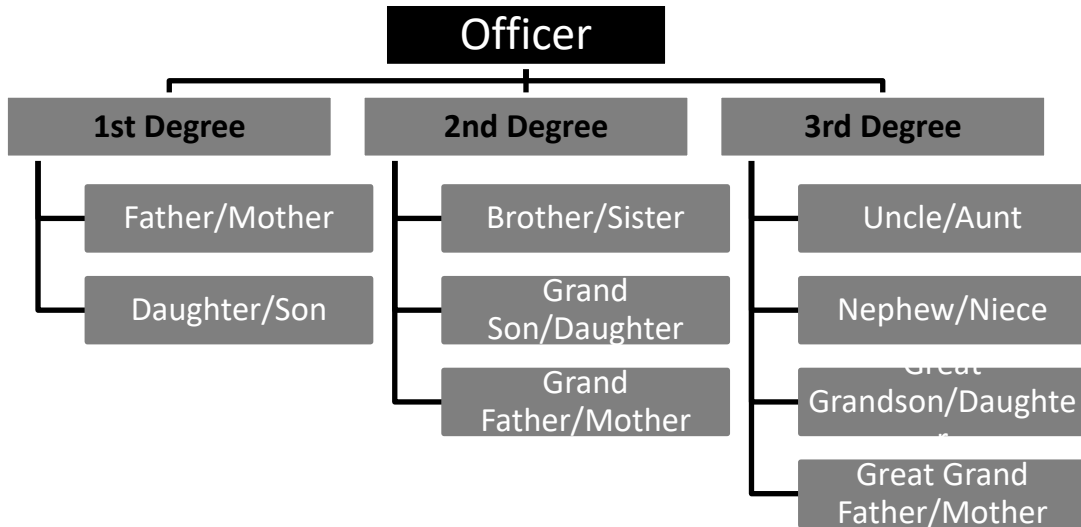 Officer
1st Degree
2nd Degree
3rd Degree
Father/Mother
Daughter/Son
Brother/Sister
Grand
Son/Daughter
Grand
Father/Mother
Uncle/Aunt
Nephew/Niece
Great
Grandson/Daughte
r
Great Grand
Father/Mother